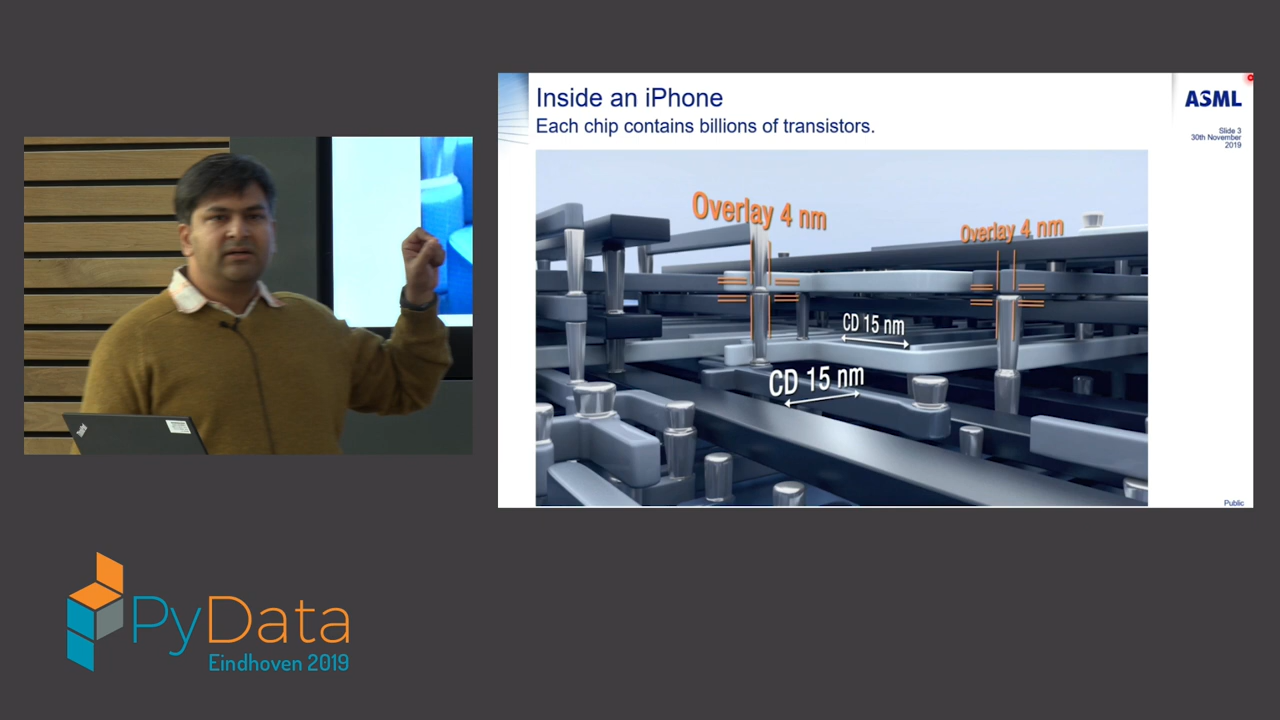 Inside an iPhone
Each chip contains billions of transistors.
ASML
Slide 3
30th November
2019
Overlay 4 nm
Overlay 4 nm
CD 15 nm
CD 15 nm
Public
ThinkPad
PyData
Eindhoven 2019